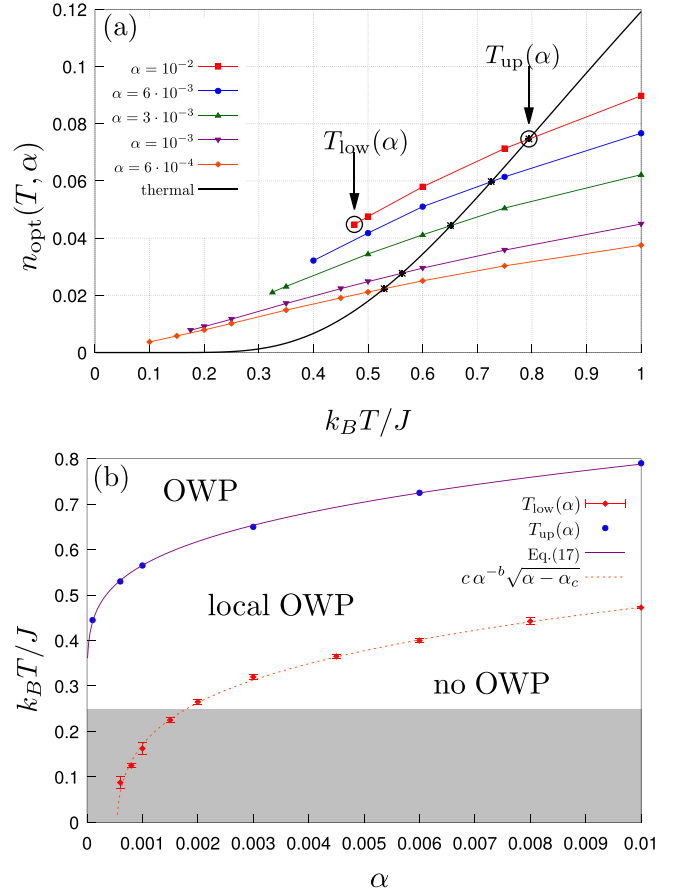 (a)
0.12
0.1
0.08
0.06
0.04
0.02
0
n_opt(T, α)
α = 10⁻²
α = 6 · 10⁻³
α = 3 · 10⁻³
α = 10⁻³
α = 6 · 10⁻⁴
thermal
T_up(α)
T_low(α)
0 0.1 0.2 0.3 0.4 0.5 0.6 0.7 0.8 0.9 1
k_BT/J
(b)
0.8
0.7
0.6
0.5
0.4
0.3
0.2
0.1
0
k_BT/J
OWP
local OWP
no OWP
T_low(α)
T_up(α)
Eq.(17)
c α^{−b}√(α − α_c)
0 0.001 0.002 0.003 0.004 0.005 0.006 0.007 0.008 0.009 0.01
α